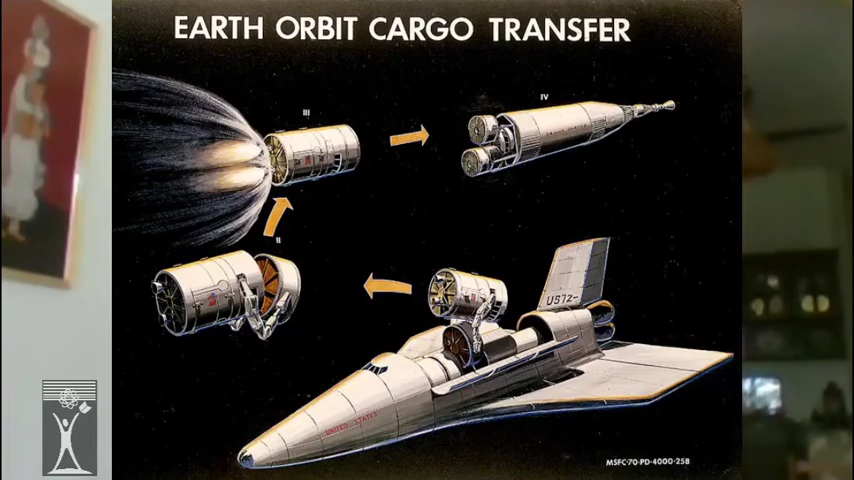 EARTH ORBIT CARGO TRANSFER
III
IV
II
US72-
UNITED STATES
MSFC-70-PD-4000-25B